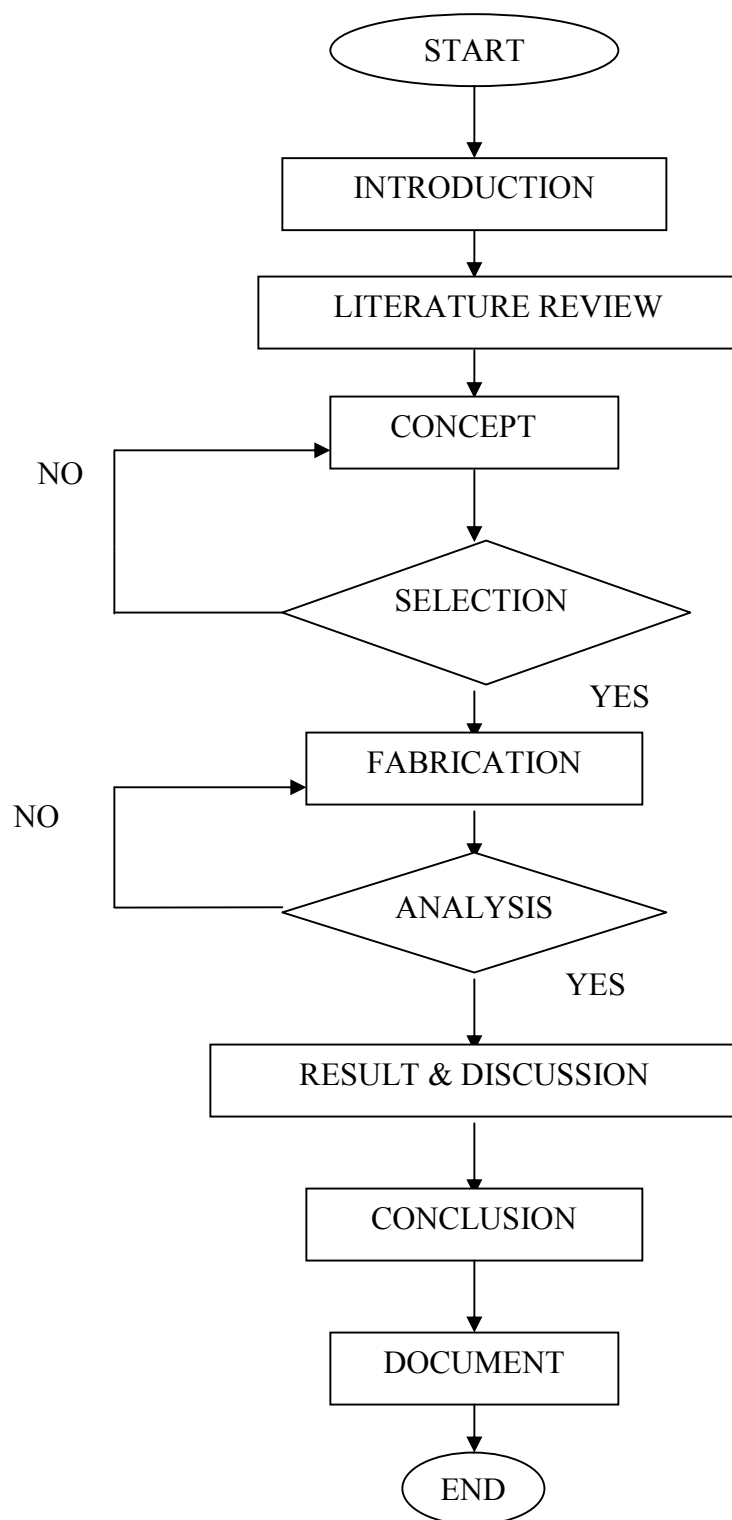 START
INTRODUCTION
LITERATURE REVIEW
CONCEPT
NO
SELECTION
YES
FABRICATION
NO
ANALYSIS
YES
RESULT & DISCUSSION
CONCLUSION
DOCUMENT
END